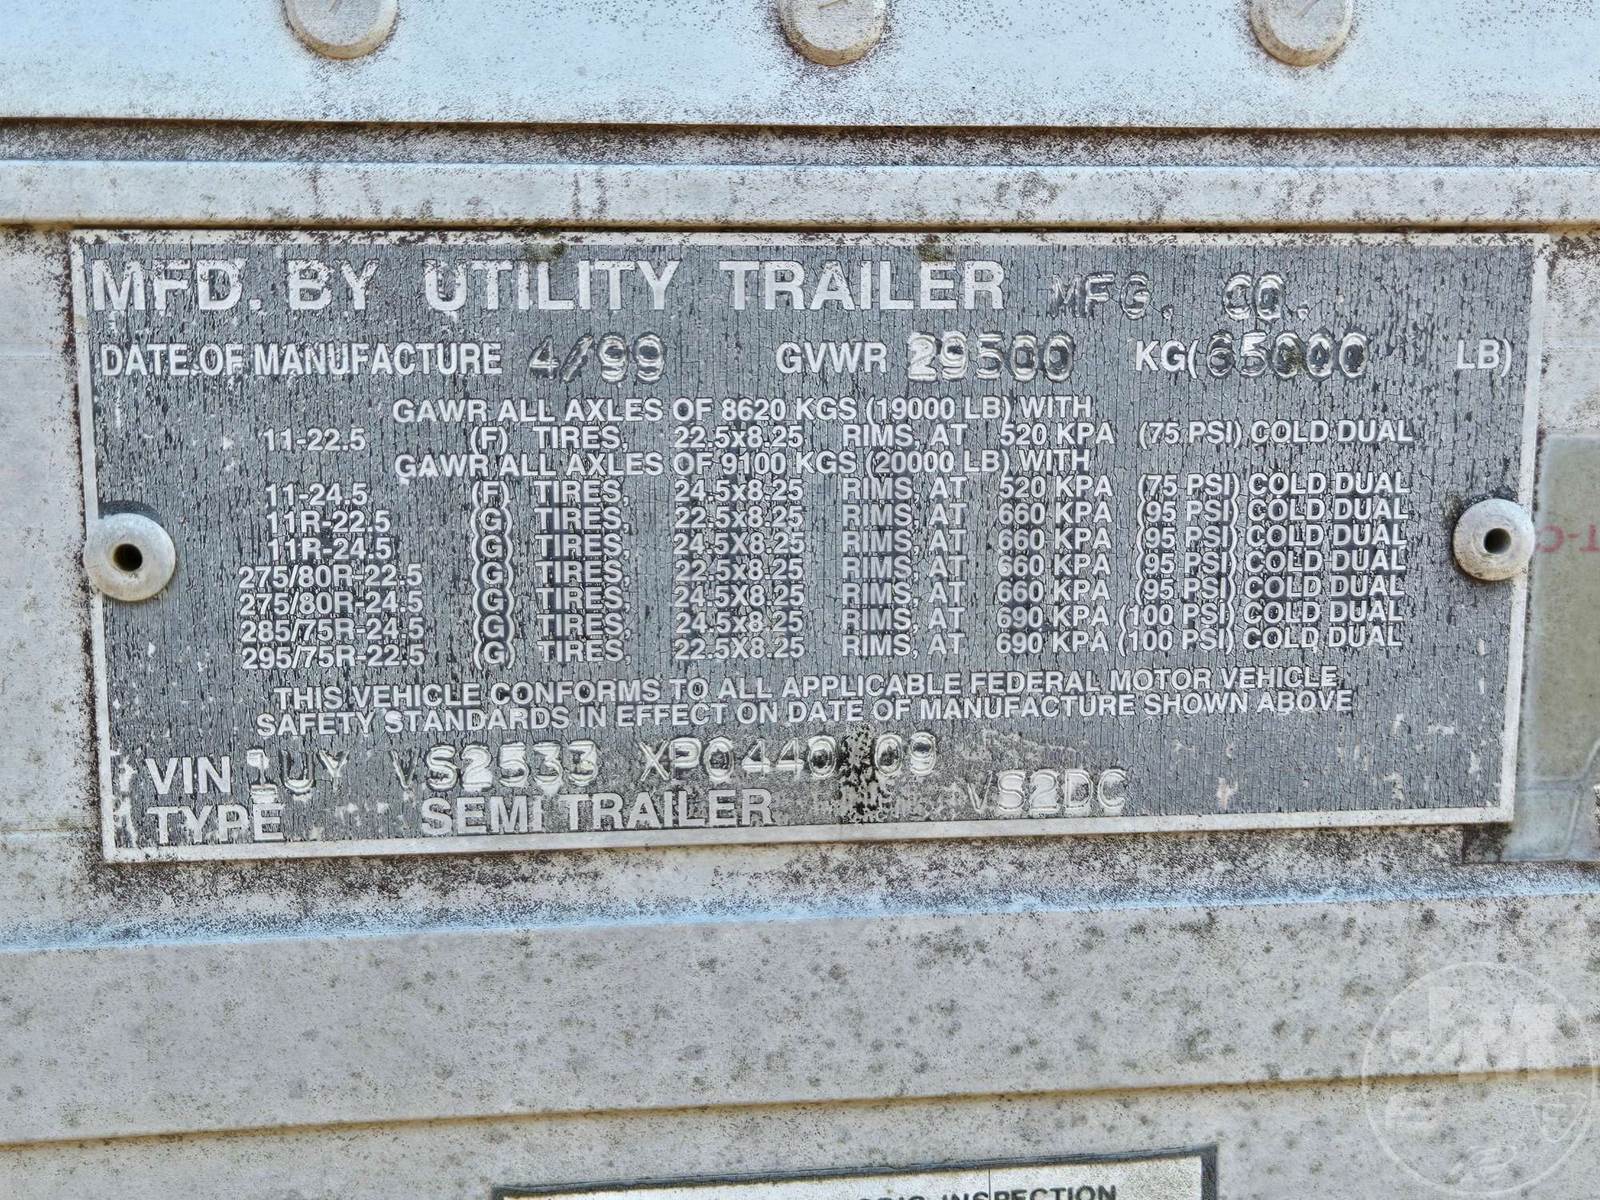 MFD. BY UTILITY TRAILER MFG. CO.
DATE OF MANUFACTURE 4/99 GVWR 29500 KG(65000 LB)
GAWR ALL AXLES OF 8620 KGS (19000 LB) WITH
11-22.5 (F) TIRES, 22.5x8.25 RIMS, AT 520 KPA (75 PSI) COLD DUAL
GAWR ALL AXLES OF 9100 KGS (20000 LB) WITH
11-24.5 (F) TIRES, 24.5x8.25 RIMS, AT 520 KPA (75 PSI) COLD DUAL
11R-22.5 (G) TIRES, 22.5x8.25 RIMS, AT 660 KPA (95 PSI) COLD DUAL
11R-24.5 (G) TIRES, 24.5x8.25 RIMS, AT 660 KPA (95 PSI) COLD DUAL
275/80R-22.5 (G) TIRES, 22.5x8.25 RIMS, AT 660 KPA (95 PSI) COLD DUAL
275/80R-24.5 (G) TIRES, 24.5x8.25 RIMS, AT 660 KPA (95 PSI) COLD DUAL
285/75R-24.5 (G) TIRES, 24.5x8.25 RIMS, AT 690 KPA (100 PSI) COLD DUAL
295/75R-22.5 (G) TIRES, 22.5x8.25 RIMS, AT 690 KPA (100 PSI) COLD DUAL
THIS VEHICLE CONFORMS TO ALL APPLICABLE FEDERAL MOTOR VEHICLE
SAFETY STANDARDS IN EFFECT ON DATE OF MANUFACTURE SHOWN ABOVE
VIN 1UY VS2533
TYPE SEMI TRAILER VS2DC
INSPECTION